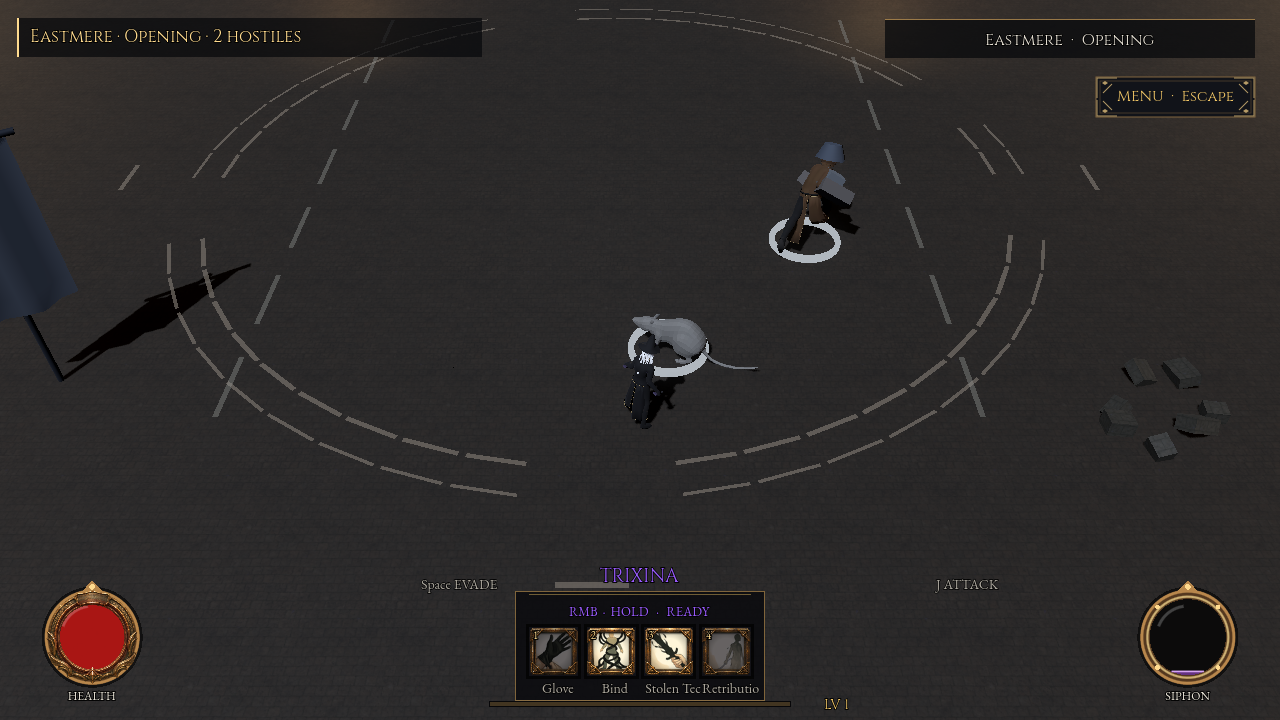 Eastmere · Opening · 2 hostiles
Eastmere · Opening
MENU · Escape
Space EVADE
TRIXINA
J ATTACK
RMB · HOLD · READY
1 2 3 4
Glove Bind Stolen Tec Retributio
HEALTH
SIPHON
LV 1